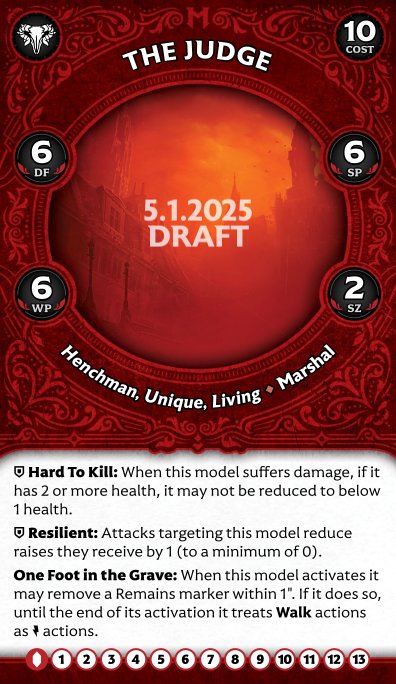 10
COST
THE JUDGE
6
DF
6
SP
5.1.2025
DRAFT
6
WP
2
SZ
Henchman, Unique, Living ⬥ Marshal
Hard To Kill: When this model suffers damage, if it
has 2 or more health, it may not be reduced to below
1 health.
Resilient: Attacks targeting this model reduce
raises they receive by 1 (to a minimum of 0).
One Foot in the Grave: When this model activates it
may remove a Remains marker within 1". If it does so,
until the end of its activation it treats Walk actions
as actions.
1 2 3 4 5 6 7 8 9 10 11 12 13